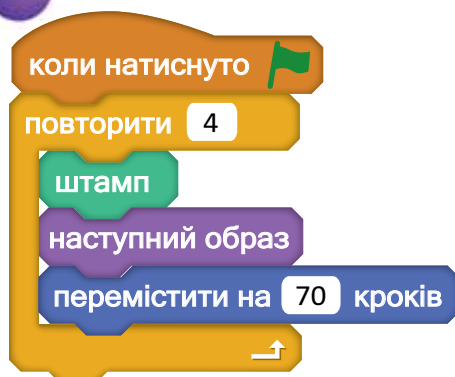 коли натиснуто
повторити 4
штамп
наступний образ
перемістити на 70 кроків